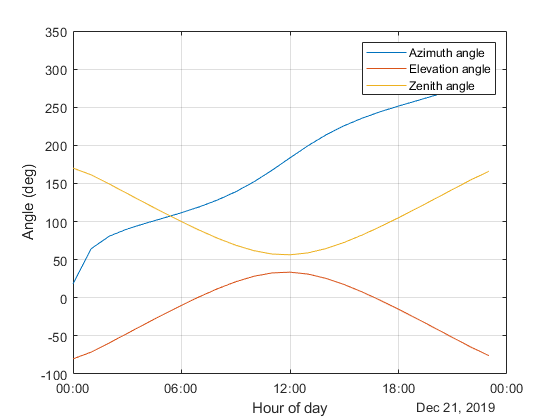 350
300
250
200
150
100
50
0
-50
-100
Angle (deg)
Azimuth angle
Elevation angle
Zenith angle
00:00 06:00 12:00 18:00 00:00
Hour of day
Dec 21, 2019